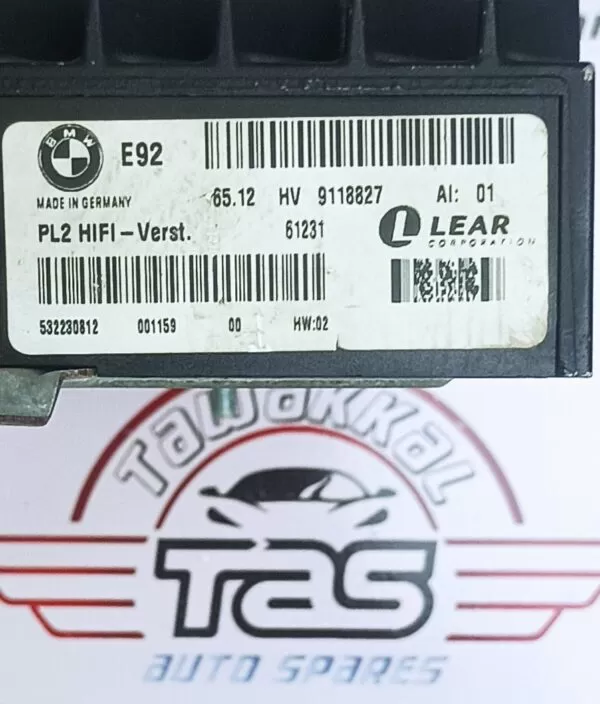 BMW
E92
MADE IN GERMANY
65.12 HV 9118827 AI: 01
PL2 HIFI-Verst. 61231
LEAR
CORPORATION
532230812 001159 00 HW:02
TAWAKKAL
TAS
AUTO SPARES